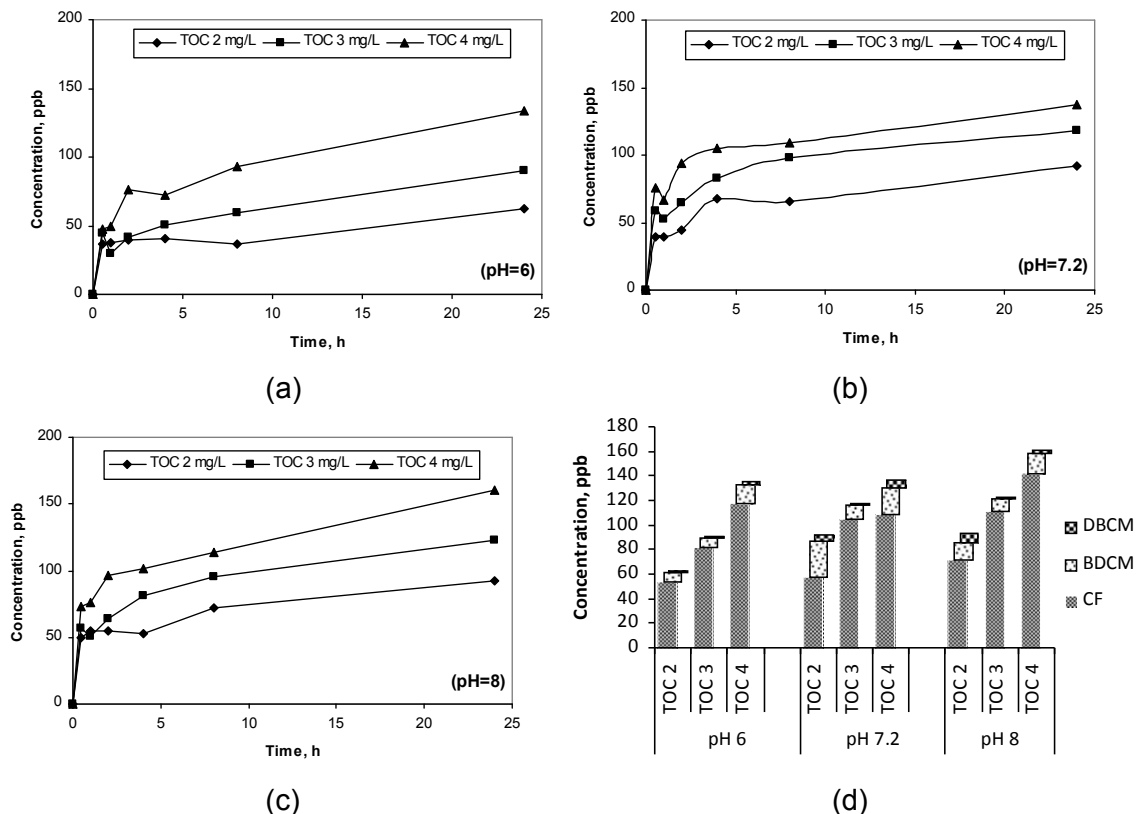 200
150
100
50
0
TOC 2 mg/L TOC 3 mg/L TOC 4 mg/L
Concentration, ppb
(pH=6)
0 5 10 15 20 25
Time, h
(a)
200
150
100
50
0
TOC 2 mg/L TOC 3 mg/L TOC 4 mg/L
Concentration, ppb
(pH=7.2)
0 5 10 15 20 25
Time, h
(b)
200
150
100
50
0
TOC 2 mg/L TOC 3 mg/L TOC 4 mg/L
Concentration, ppb
(pH=8)
0 5 10 15 20 25
Time, h
(c)
180
160
140
120
100
80
60
40
20
0
Concentration, ppb
DBCM
BDCM
CF
TOC 2 TOC 3 TOC 4 TOC 2 TOC 3 TOC 4 TOC 2 TOC 3 TOC 4
pH 6 pH 7.2 pH 8
(d)